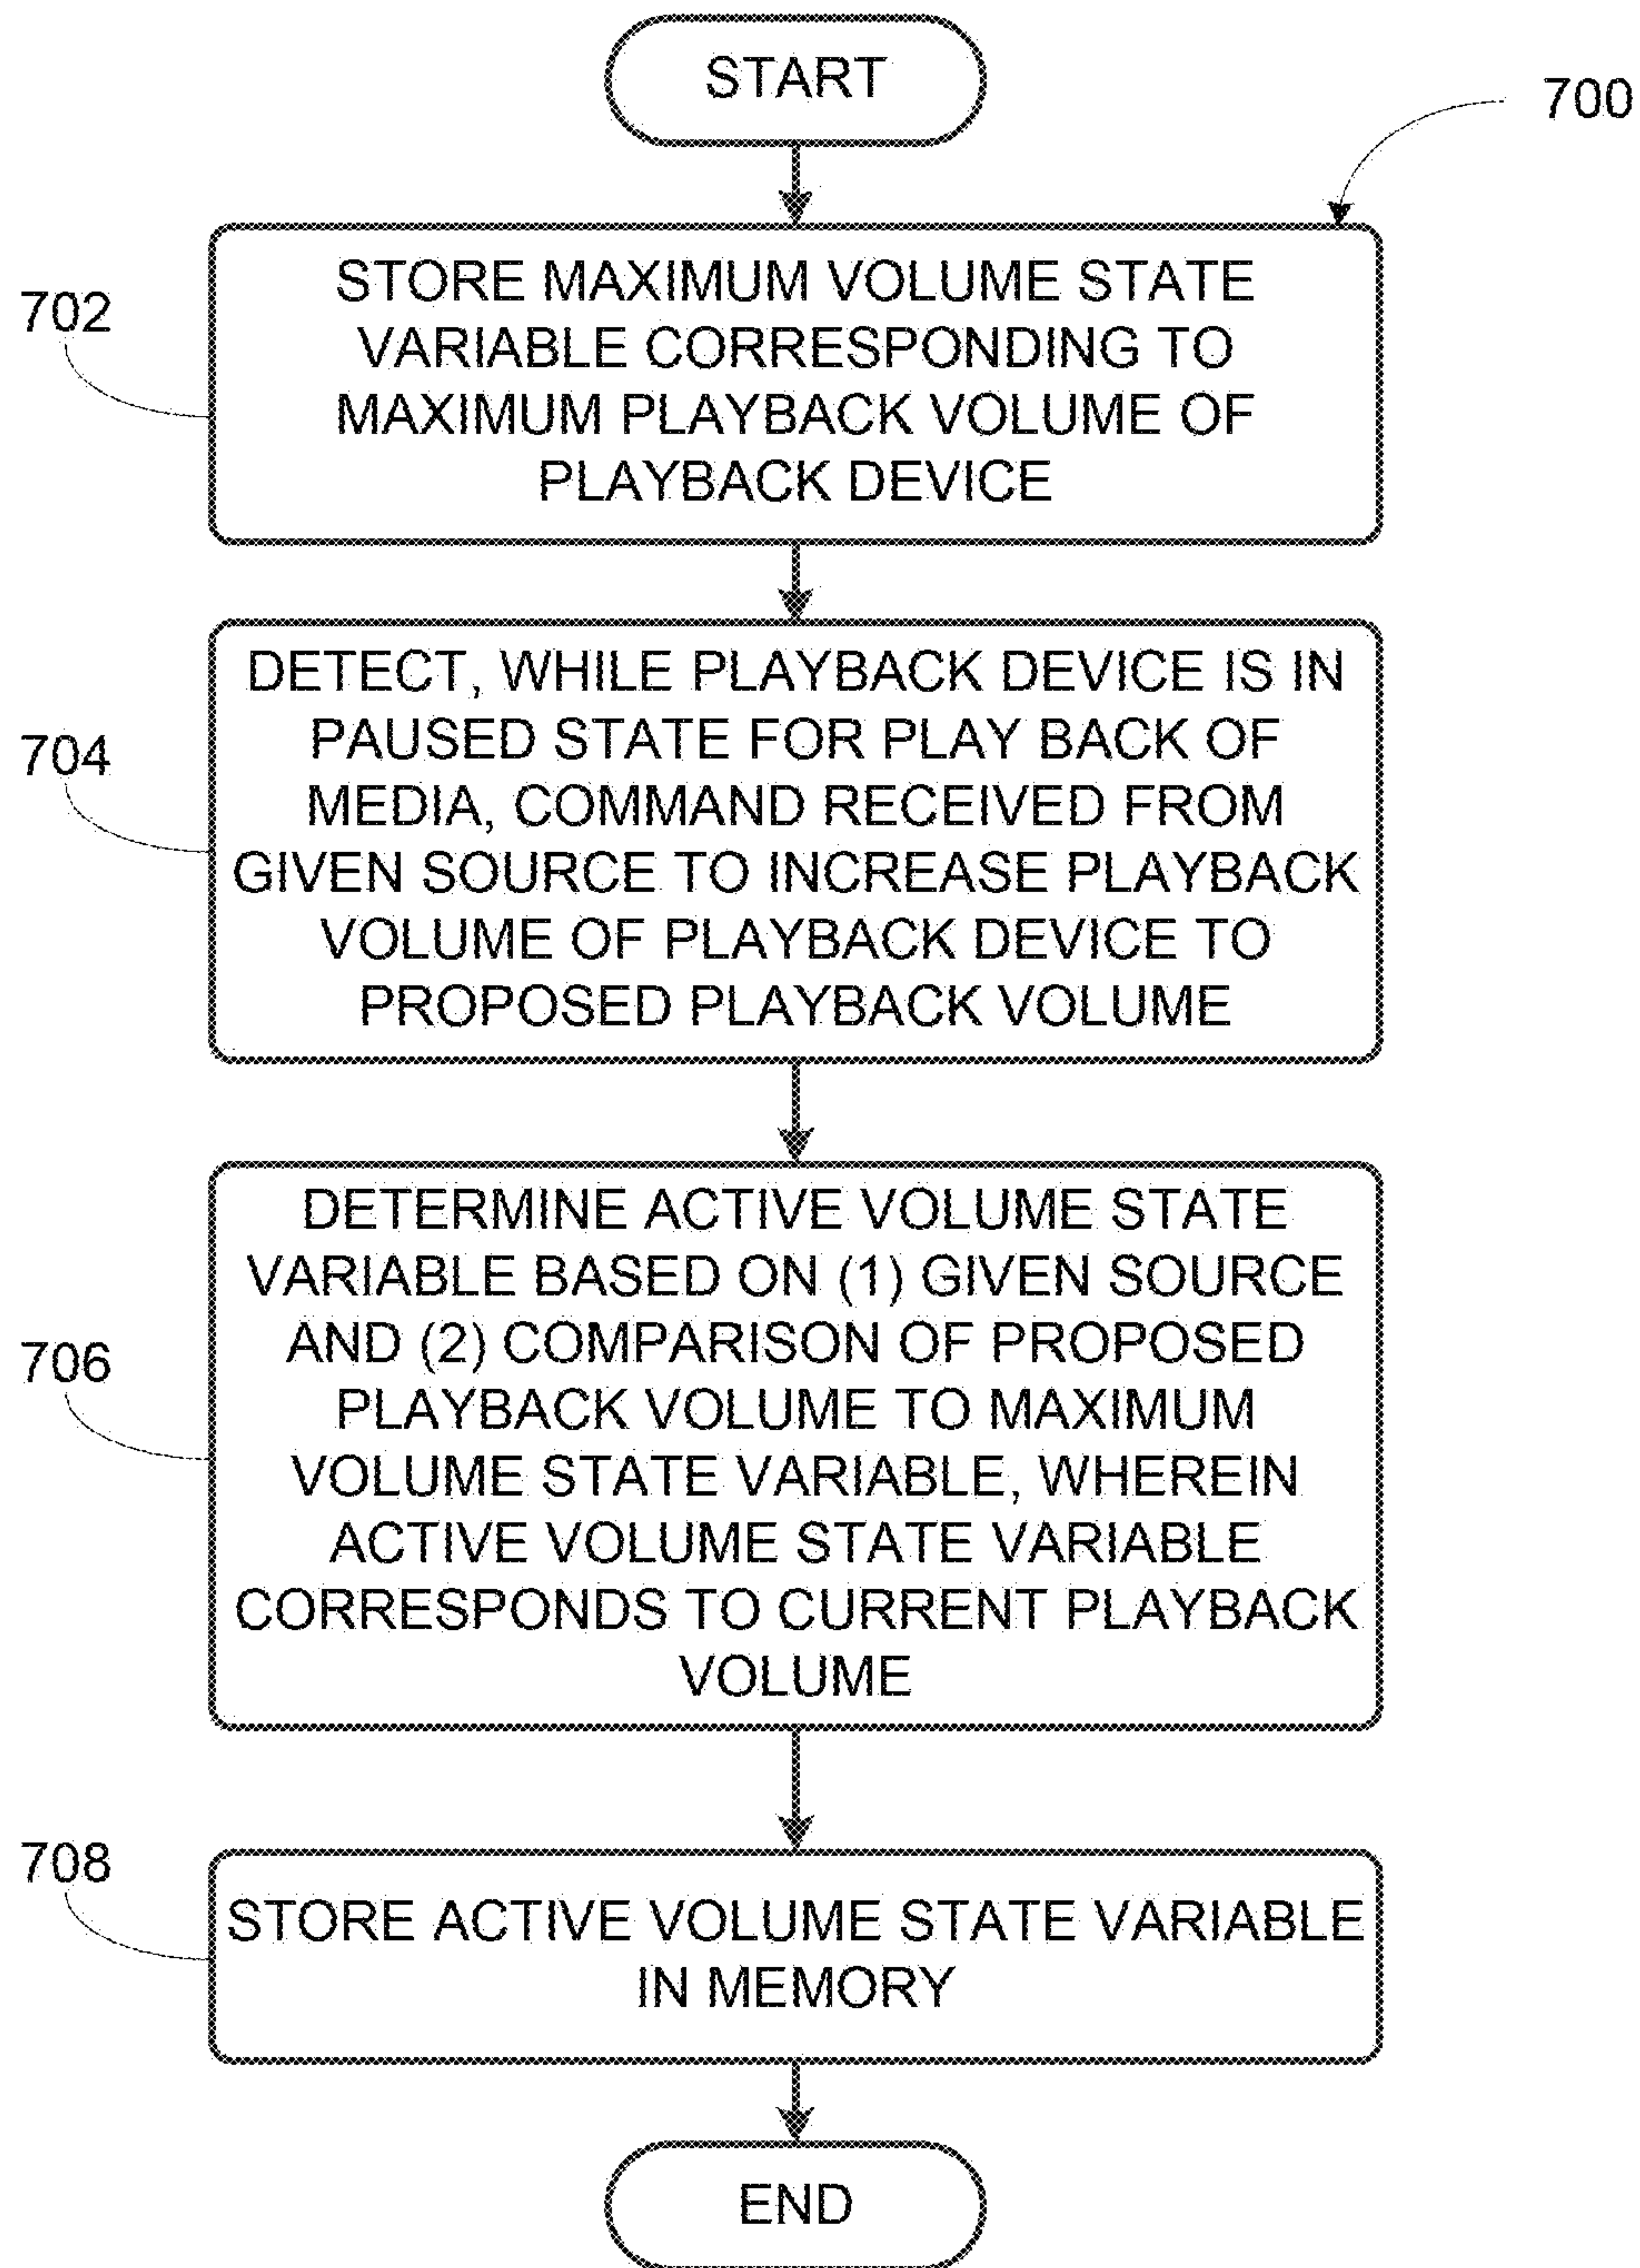 START
700
702
STORE MAXIMUM VOLUME STATE
VARIABLE CORRESPONDING TO
MAXIMUM PLAYBACK VOLUME OF
PLAYBACK DEVICE
704
DETECT, WHILE PLAYBACK DEVICE IS IN
PAUSED STATE FOR PLAY BACK OF
MEDIA, COMMAND RECEIVED FROM
GIVEN SOURCE TO INCREASE PLAYBACK
VOLUME OF PLAYBACK DEVICE TO
PROPOSED PLAYBACK VOLUME
706
DETERMINE ACTIVE VOLUME STATE
VARIABLE BASED ON (1) GIVEN SOURCE
AND (2) COMPARISON OF PROPOSED
PLAYBACK VOLUME TO MAXIMUM
VOLUME STATE VARIABLE, WHEREIN
ACTIVE VOLUME STATE VARIABLE
CORRESPONDS TO CURRENT PLAYBACK
VOLUME
708
STORE ACTIVE VOLUME STATE VARIABLE
IN MEMORY
END